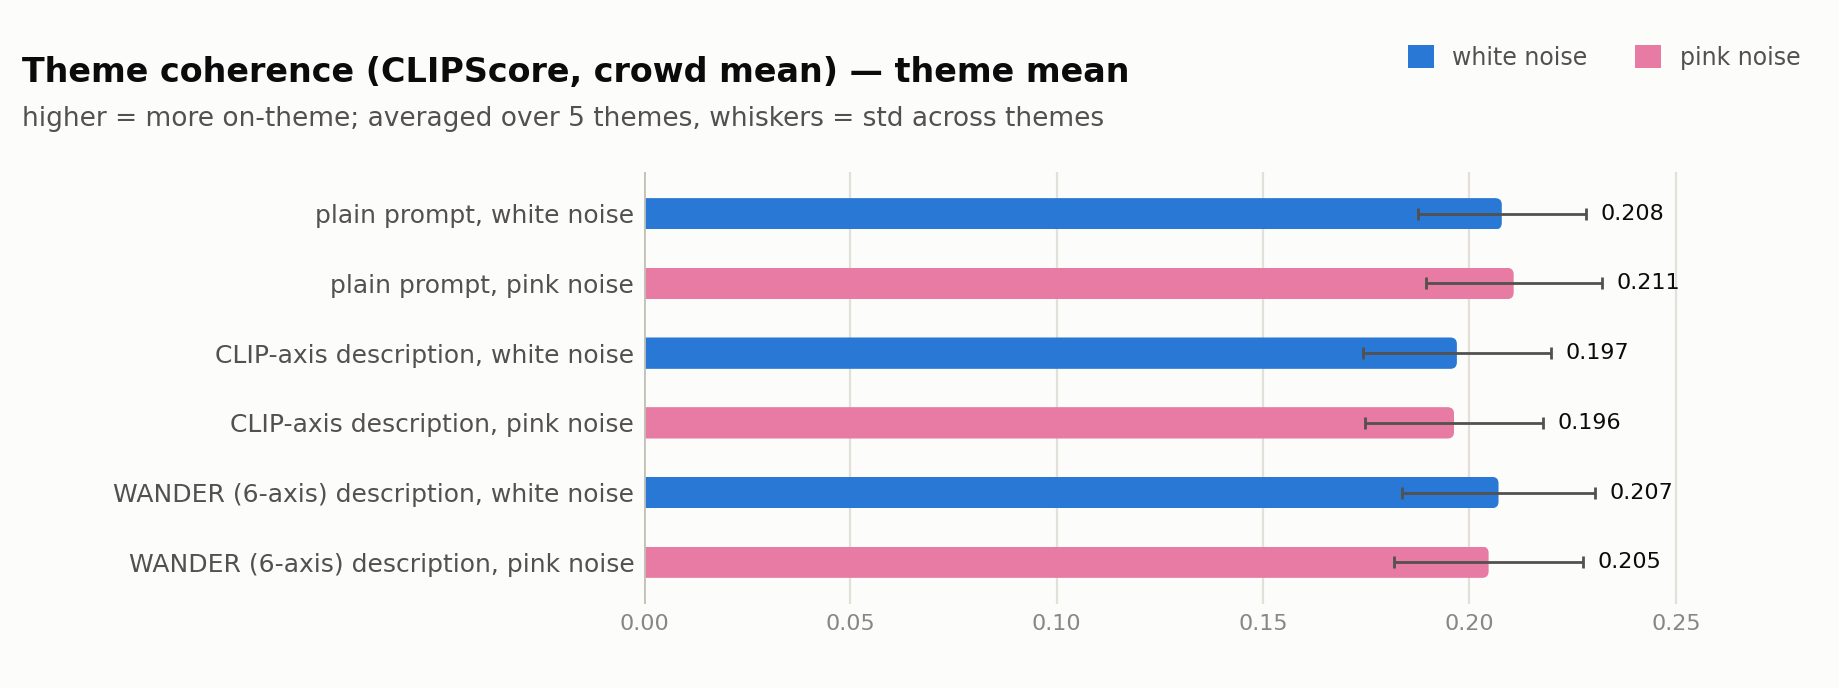 Theme coherence (CLIPScore, crowd mean) — theme mean
higher = more on-theme; averaged over 5 themes, whiskers = std across themes
white noise
pink noise
plain prompt, white noise
0.208
plain prompt, pink noise
0.211
CLIP-axis description, white noise
0.197
CLIP-axis description, pink noise
0.196
WANDER (6-axis) description, white noise
0.207
WANDER (6-axis) description, pink noise
0.205
0.00
0.05
0.10
0.15
0.20
0.25